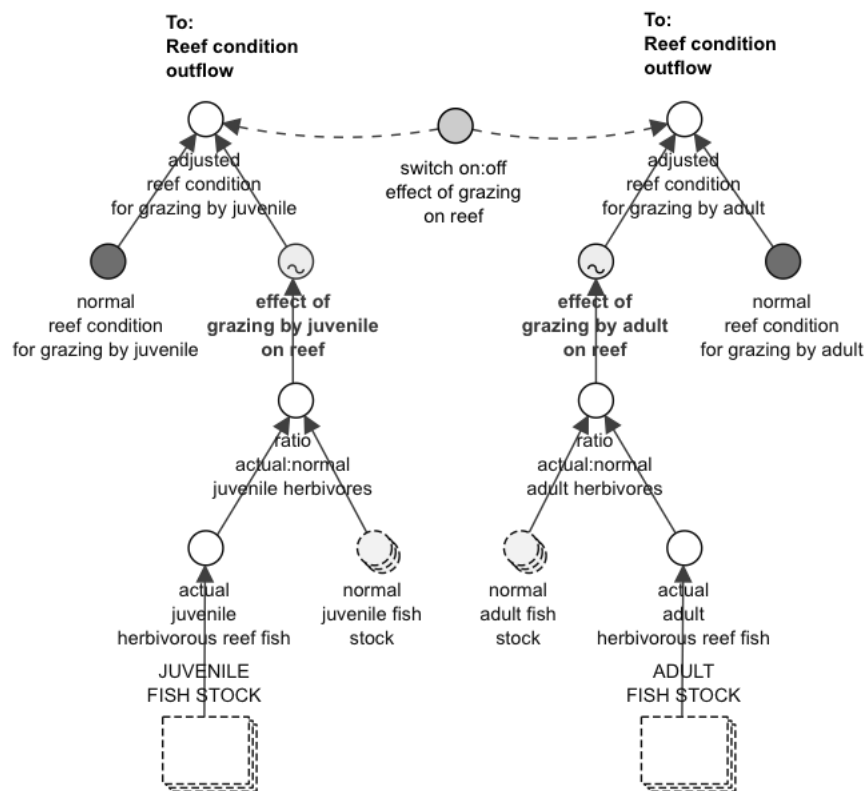 To:
Reef condition
outflow
To:
Reef condition
outflow
adjusted
reef condition
for grazing by juvenile
switch on:off
effect of grazing
on reef
adjusted
reef condition
for grazing by adult
normal
reef condition
for grazing by juvenile
effect of
grazing by juvenile
on reef
effect of
grazing by adult
on reef
normal
reef condition
for grazing by adult
ratio
actual:normal
juvenile herbivores
ratio
actual:normal
adult herbivores
actual
juvenile
herbivorous reef fish
normal
juvenile fish
stock
normal
adult fish
stock
actual
adult
herbivorous reef fish
JUVENILE
FISH STOCK
ADULT
FISH STOCK